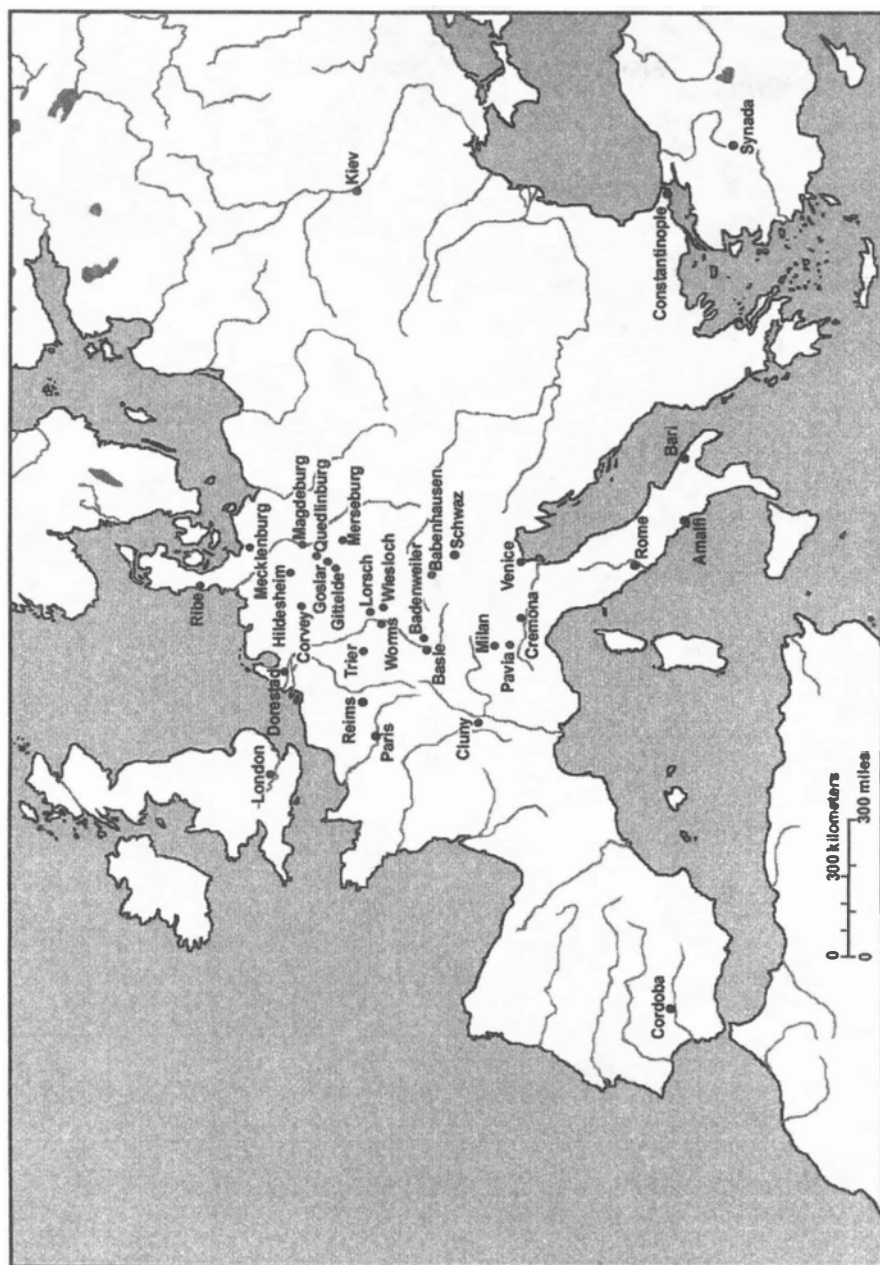 Ribe
Mecklenburg
Hildesheim
Magdeburg
Corvey
Quedlinburg
Goslar
Gittelde
Merseburg
Dorestad
London
Lorsch
Wiesloch
Worms
Trier
Reims
Paris
Kiev
Badenweiler
Babenhausen
Basle
Schwaz
Cluny
Milan
Venice
Pavia
Cremona
Rome
Bari
Amalfi
Constantinople
Synada
Cordoba
0 300 kilometers
0 300 miles